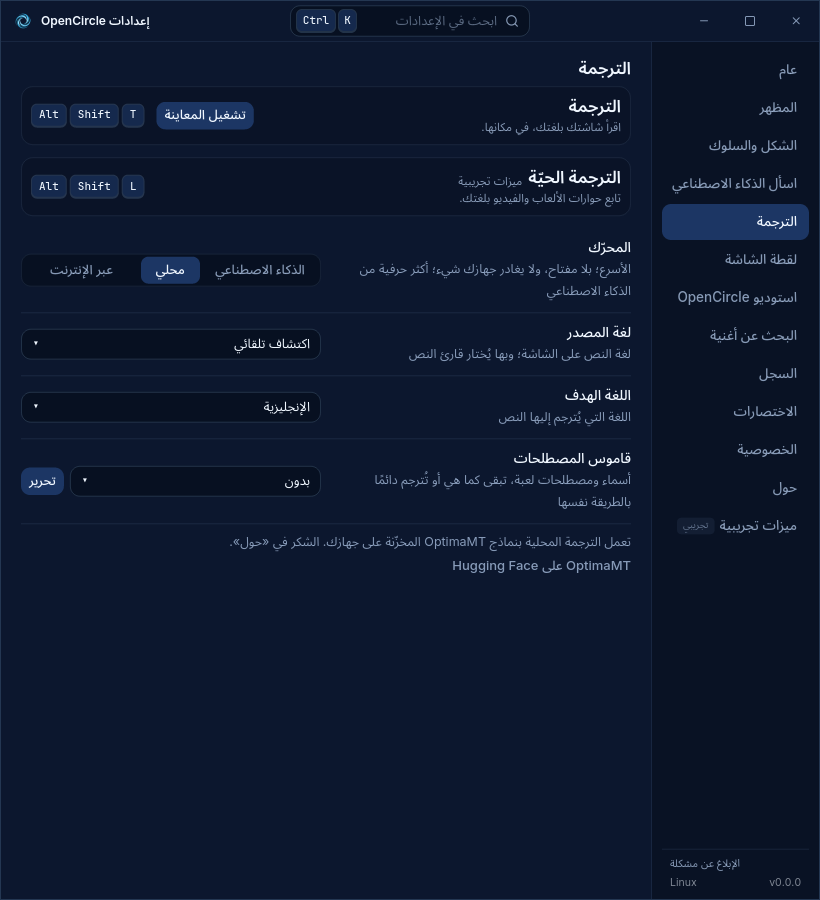 إعدادات OpenCircle
ابحث في الإعدادات
Ctrl K
عام
المظهر
الشكل والسلوك
اسأل الذكاء الاصطناعي
الترجمة
لقطة الشاشة
استوديو OpenCircle
البحث عن أغنية
السجل
الاختصارات
الخصوصية
حول
ميزات تجريبية تجريبي
الإبلاغ عن مشكلة
Linux v0.0.0
الترجمة
الترجمة
اقرأ شاشتك بلغتك، في مكانها.
تشغيل المعاينة
Alt Shift T
الترجمة الحيّة ميزات تجريبية
تابع حوارات الألعاب والفيديو بلغتك.
Alt Shift L
المحرّك
الأسرع؛ بلا مفتاح، ولا يغادر جهازك شيء؛ أكثر حرفية من
الذكاء الاصطناعي
الذكاء الاصطناعي محلي عبر الإنترنت
لغة المصدر
لغة النص على الشاشة؛ وبها يُختار قارئ النص
اكتشاف تلقائي
اللغة الهدف
اللغة التي يُترجم إليها النص
الإنجليزية
قاموس المصطلحات
أسماء ومصطلحات لعبة، تبقى كما هي أو تُترجم دائمًا
بالطريقة نفسها
بدون
تحرير
تعمل الترجمة المحلية بنماذج OptimaMT المخزّنة على جهازك. الشكر في «حول».
OptimaMT على Hugging Face